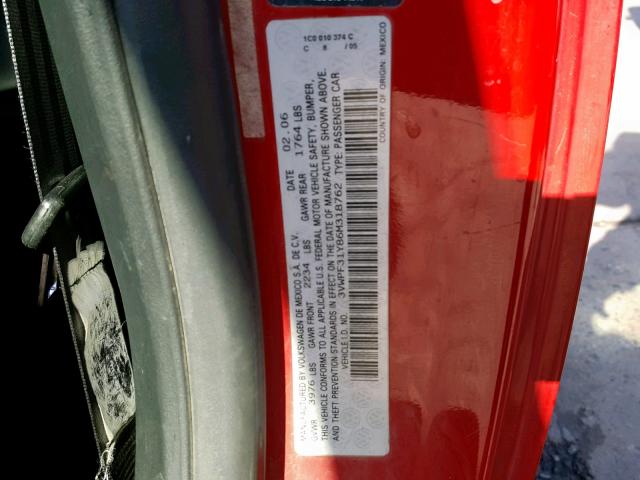 1C0 010 374 C
C 8 /05
MANUFACTURED BY VOLKSWAGEN DE MEXICO S.A. DE C.V. DATE 02.06
GVWR 3976 LBS GAWR FRONT 2234 LBS GAWR REAR 1764 LBS
THIS VEHICLE CONFORMS TO ALL APPLICABLE U.S. FEDERAL MOTOR VEHICLE SAFETY, BUMPER,
AND THEFT PREVENTION STANDARDS IN EFFECT ON THE DATE OF MANUFACTURE SHOWN ABOVE.
VEHICLE I.D. NO. 3VWPF31Y86M318762 TYPE: PASSENGER CAR
COUNTRY OF ORIGIN: MEXICO